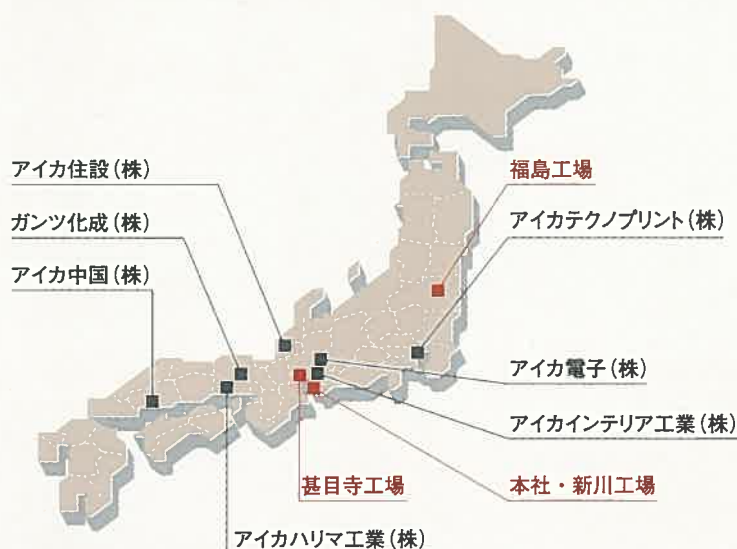 アイカ住設(株)
ガンツ化成(株)
アイカ中国(株)
福島工場
アイカテクノプリント(株)
アイカ電子(株)
アイカインテリア工業(株)
甚目寺工場
本社・新川工場
アイカハリマ工業(株)